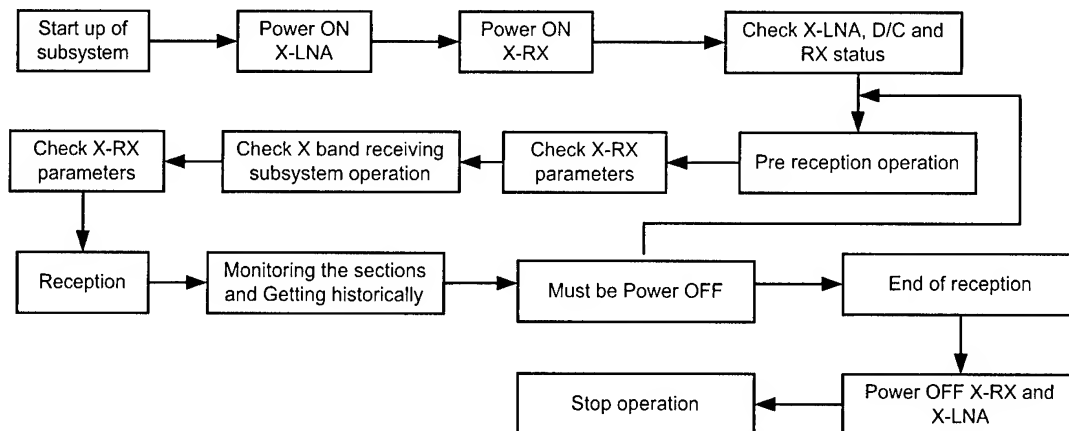 Start up of
subsystem
Power ON
X-LNA
Power ON
X-RX
Check X-LNA, D/C and
RX status
Check X-RX
parameters
Check X band receiving
subsystem operation
Check X-RX
parameters
Pre reception operation
Reception
Monitoring the sections
and Getting historically
Must be Power OFF
End of reception
Stop operation
Power OFF X-RX and
X-LNA